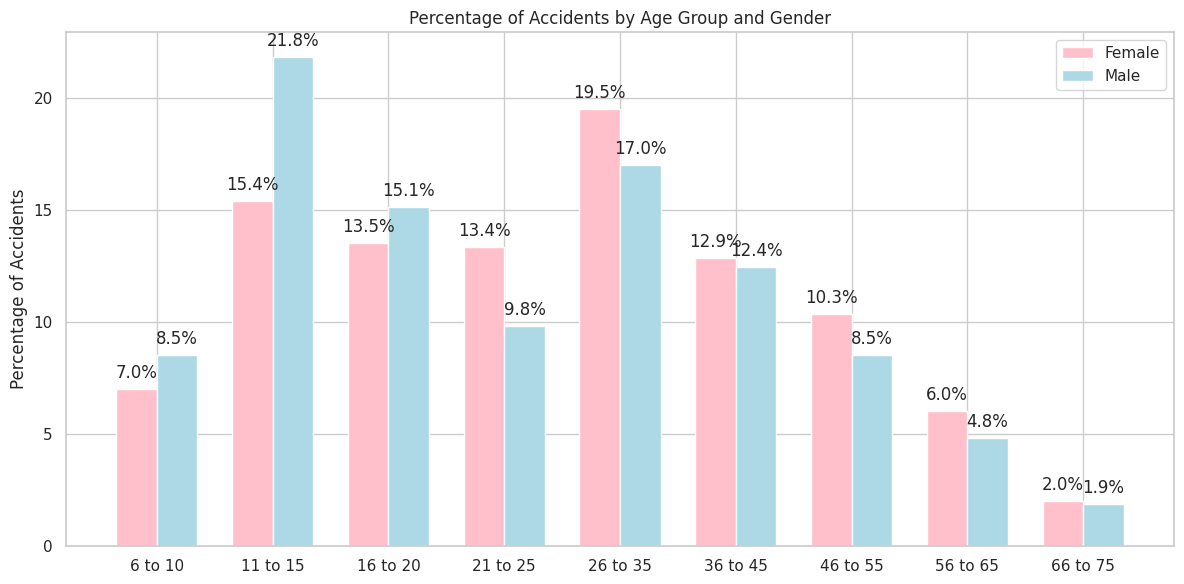 Percentage of Accidents by Age Group and Gender
Female
Male
Percentage of Accidents
20
15
10
5
0
7.0%
8.5%
15.4%
21.8%
13.5%
15.1%
13.4%
9.8%
19.5%
17.0%
12.9%
12.4%
10.3%
8.5%
6.0%
4.8%
2.0%
1.9%
6 to 10
11 to 15
16 to 20
21 to 25
26 to 35
36 to 45
46 to 55
56 to 65
66 to 75